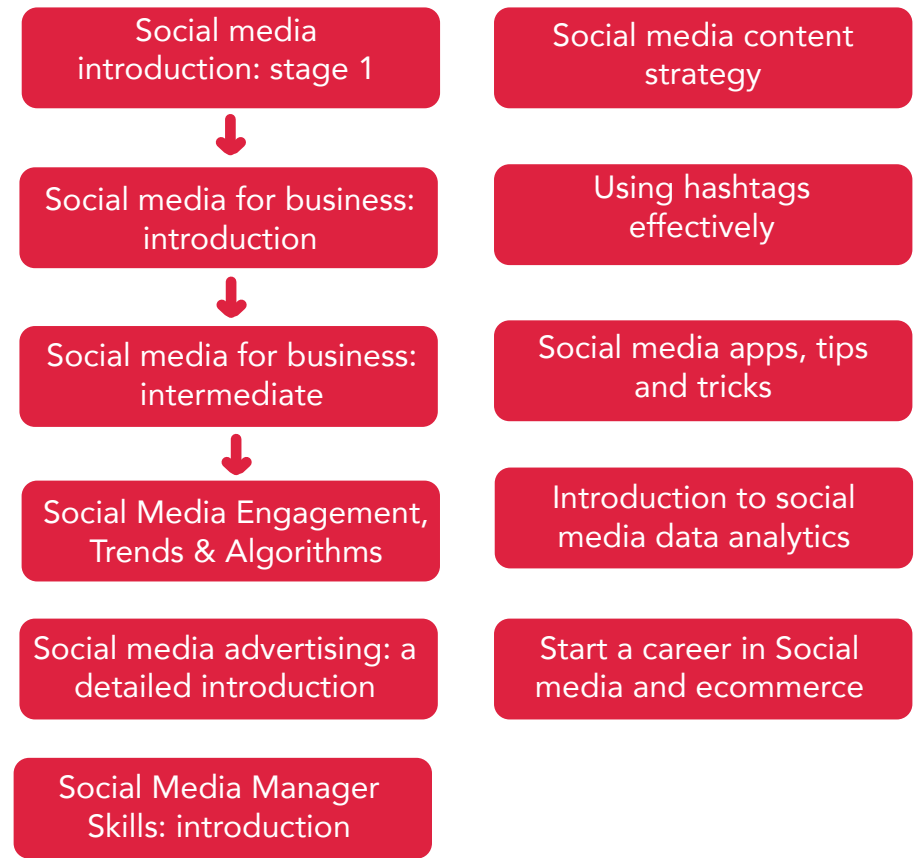 Social media
introduction: stage 1
Social media for business:
introduction
Social media for business:
intermediate
Social Media Engagement,
Trends & Algorithms
Social media advertising: a
detailed introduction
Social Media Manager
Skills: introduction
Social media content
strategy
Using hashtags
effectively
Social media apps, tips
and tricks
Introduction to social
media data analytics
Start a career in Social
media and ecommerce